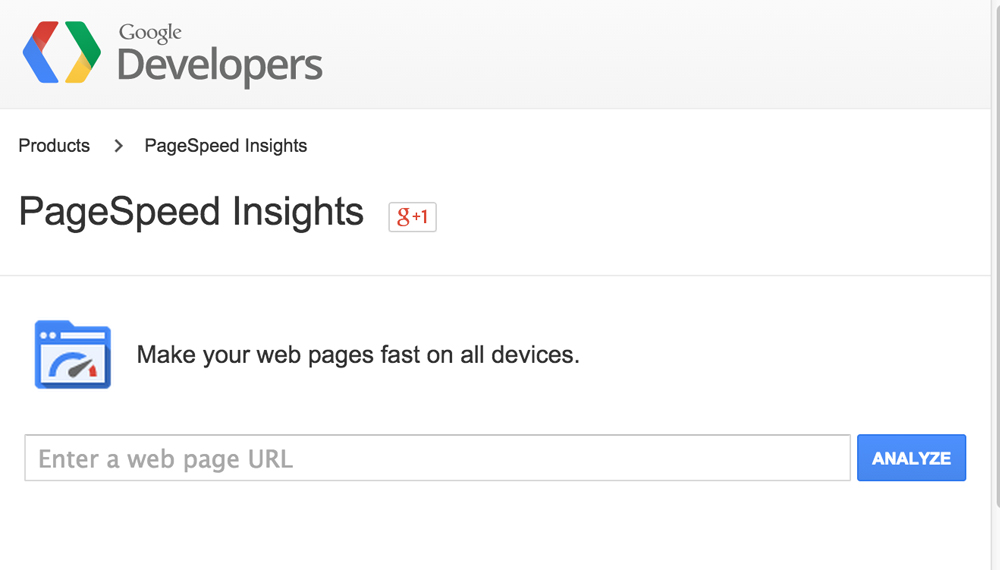 Google
Developers
Products > PageSpeed Insights
PageSpeed Insights g+1
Make your web pages fast on all devices.
Enter a web page URL ANALYZE